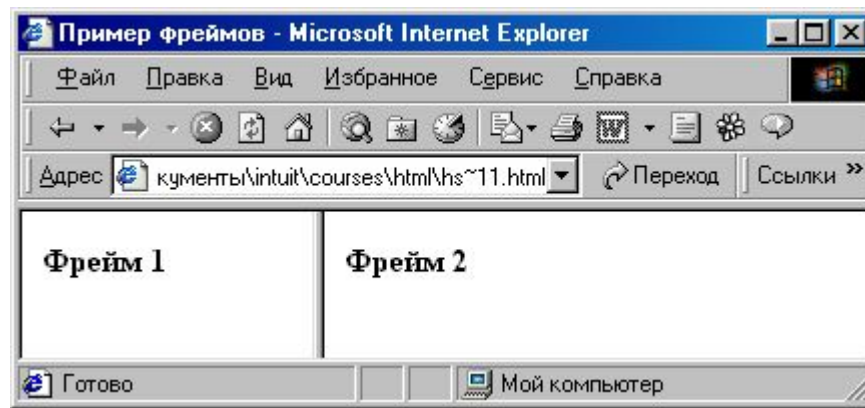 Пример фреймов - Microsoft Internet Explorer
Файл Правка Вид Избранное Сервис Справка
Адрес кументы\intuit\courses\html\hs~11.html Переход Ссылки »
Фрейм 1 Фрейм 2
Готово Мой компьютер